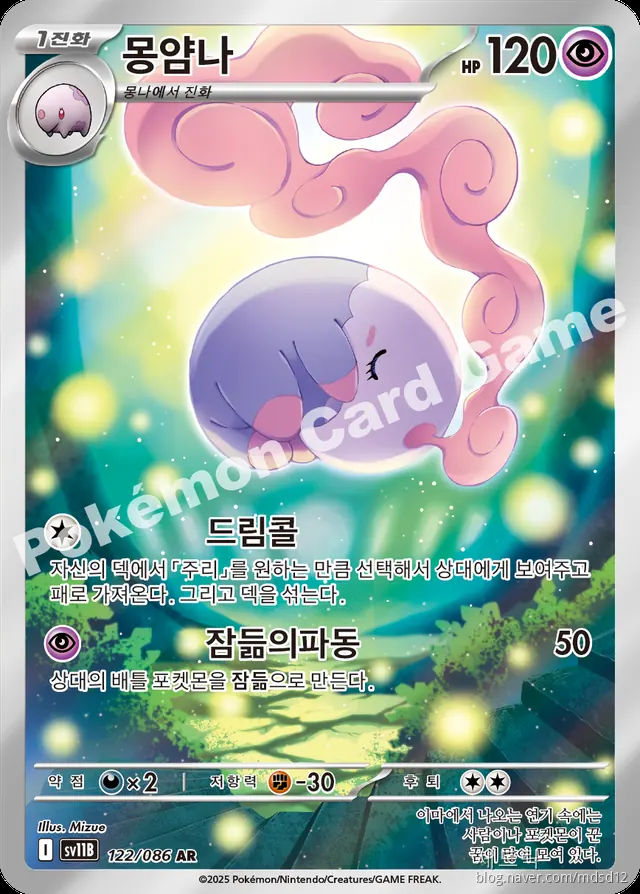 1진화
몽얌나
HP 120
몽나에서 진화
Pokémon Card Game
드림콜
자신의 덱에서 「주리」를 원하는 만큼 선택해서 상대에게 보여주고
패로 가져온다. 그리고 덱을 섞는다.
잠듦의파동 50
상대의 배틀 포켓몬을 잠듦으로 만든다.
약점 ×2 저항력 -30 후퇴
이마에서 나오는 연기 속에는
사람이나 포켓몬이 꾼
꿈이 많이 모여 있다.
Illus. Mizue
I sv11B 122/086 AR
©2025 Pokémon/Nintendo/Creatures/GAME FREAK.
blog.naver.com/mdsd12